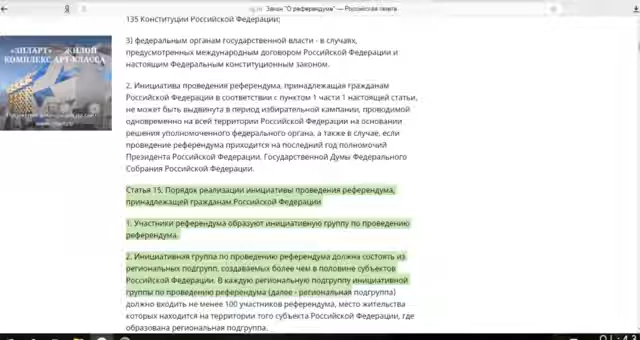 Закон "О референдуме" — Российская газета
135 Конституции Российской Федерации;
3) федеральным органам государственной власти - в случаях,
предусмотренных международным договором Российской Федерации и
настоящим Федеральным конституционным законом.
«ЗИЛАРТ» — ЖИЛОЙ
КОМПЛЕКС АРТ-КЛАССА
2. Инициатива проведения референдума, принадлежащая гражданам
Российской Федерации в соответствии с пунктом 1 части 1 настоящей статьи,
не может быть выдвинута в период избирательной кампании, проводимой
одновременно на всей территории Российской Федерации на основании
решения уполномоченного федерального органа, а также в случае, если
проведение референдума приходится на последний год полномочий
Президента Российской Федерации. Государственной Думы Федерального
Собрания Российской Федерации.
Статья 15. Порядок реализации инициативы проведения референдума,
принадлежащей гражданам Российской Федерации
1. Участники референдума образуют инициативную группу по проведению
референдума.
2. Инициативная группа по проведению референдума должна состоять из
региональных подгрупп, создаваемых более чем в половине субъектов
Российской Федерации. В каждую региональную подгруппу инициативной
группы по проведению референдума (далее - региональная подгруппа)
должно входить не менее 100 участников референдума, место жительства
которых находится на территории того субъекта Российской Федерации, где
образована региональная подгруппа.